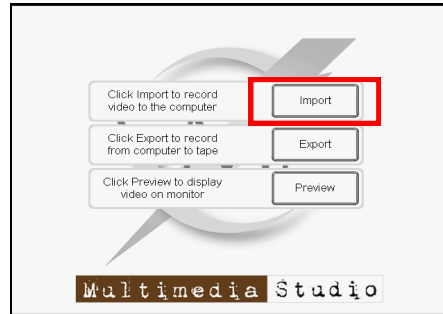 Click Import to record
video to the computer
Import
Click Export to record
from computer to tape
Export
Click Preview to display
video on monitor
Preview
Multimedia Studio